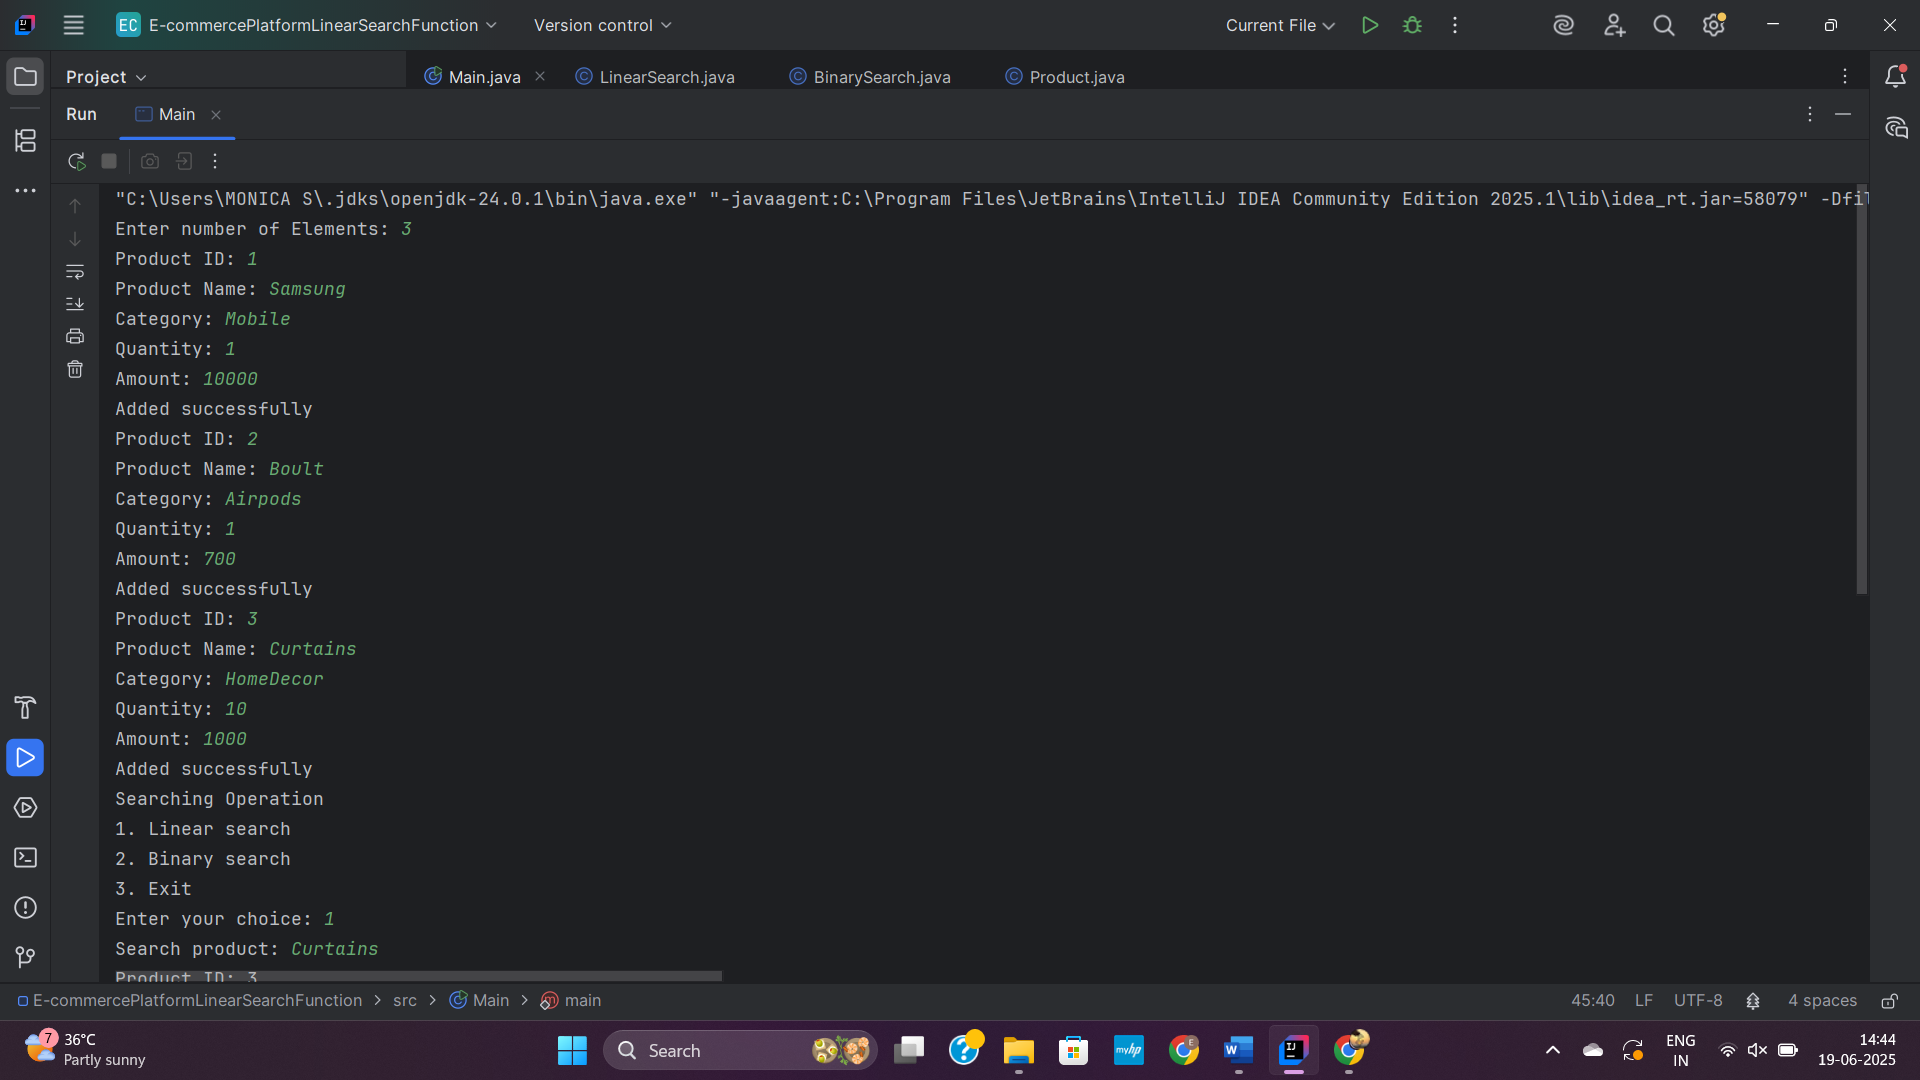 EC E-commercePlatformLinearSearchFunction Version control Current File
Project Main.java LinearSearch.java BinarySearch.java Product.java
Run Main
"C:\Users\MONICA S\.jdks\openjdk-24.0.1\bin\java.exe" "-javaagent:C:\Program Files\JetBrains\IntelliJ IDEA Community Edition 2025.1\lib\idea_rt.jar=58079" -Dfil
Enter number of Elements: 3
Product ID: 1
Product Name: Samsung
Category: Mobile
Quantity: 1
Amount: 10000
Added successfully
Product ID: 2
Product Name: Boult
Category: Airpods
Quantity: 1
Amount: 700
Added successfully
Product ID: 3
Product Name: Curtains
Category: HomeDecor
Quantity: 10
Amount: 1000
Added successfully
Searching Operation
1. Linear search
2. Binary search
3. Exit
Enter your choice: 1
Search product: Curtains
Product ID: 3
E-commercePlatformLinearSearchFunction > src > Main > main 45:40 LF UTF-8 4 spaces
7 36°C
Partly sunny
Search
ENG
IN
14:44
19-06-2025